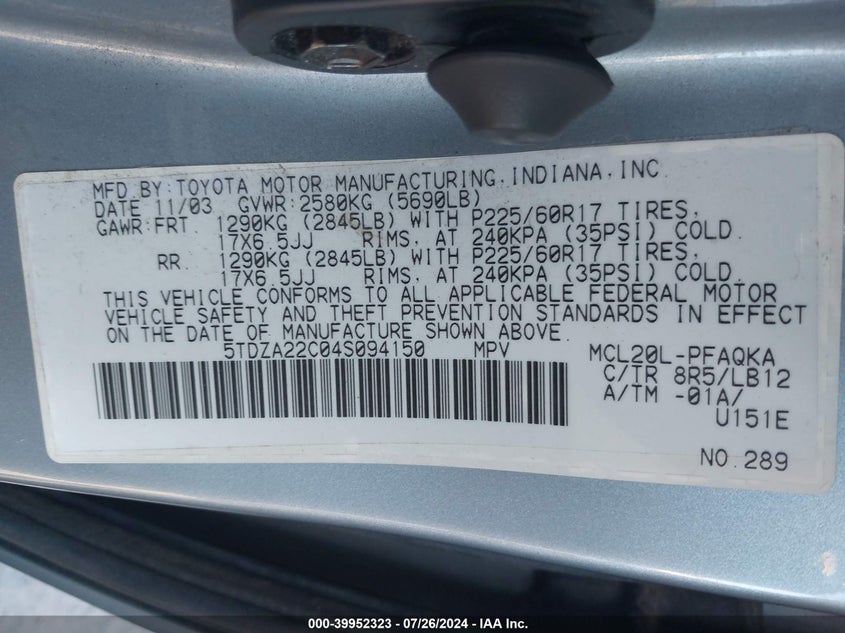 MFD.BY:TOYOTA MOTOR MANUFACTURING,INDIANA,INC.
DATE 11/03 GVWR:2580KG (5690LB)
GAWR:FRT. 1290KG (2845LB) WITH P225/60R17 TIRES,
17X6.5JJ RIMS, AT 240KPA (35PSI) COLD.
RR. 1290KG (2845LB) WITH P225/60R17 TIRES,
17X6.5JJ RIMS, AT 240KPA (35PSI) COLD.
THIS VEHICLE CONFORMS TO ALL APPLICABLE FEDERAL MOTOR
VEHICLE SAFETY AND THEFT PREVENTION STANDARDS IN EFFECT
ON THE DATE OF MANUFACTURE SHOWN ABOVE.
5TDZA22C04S094150 MPV MCL20L-PFAQKA
C/TR 8R5/LB12
A/TM -01A/
U151E
NO.289
000-39952323 - 07/26/2024 - IAA Inc.